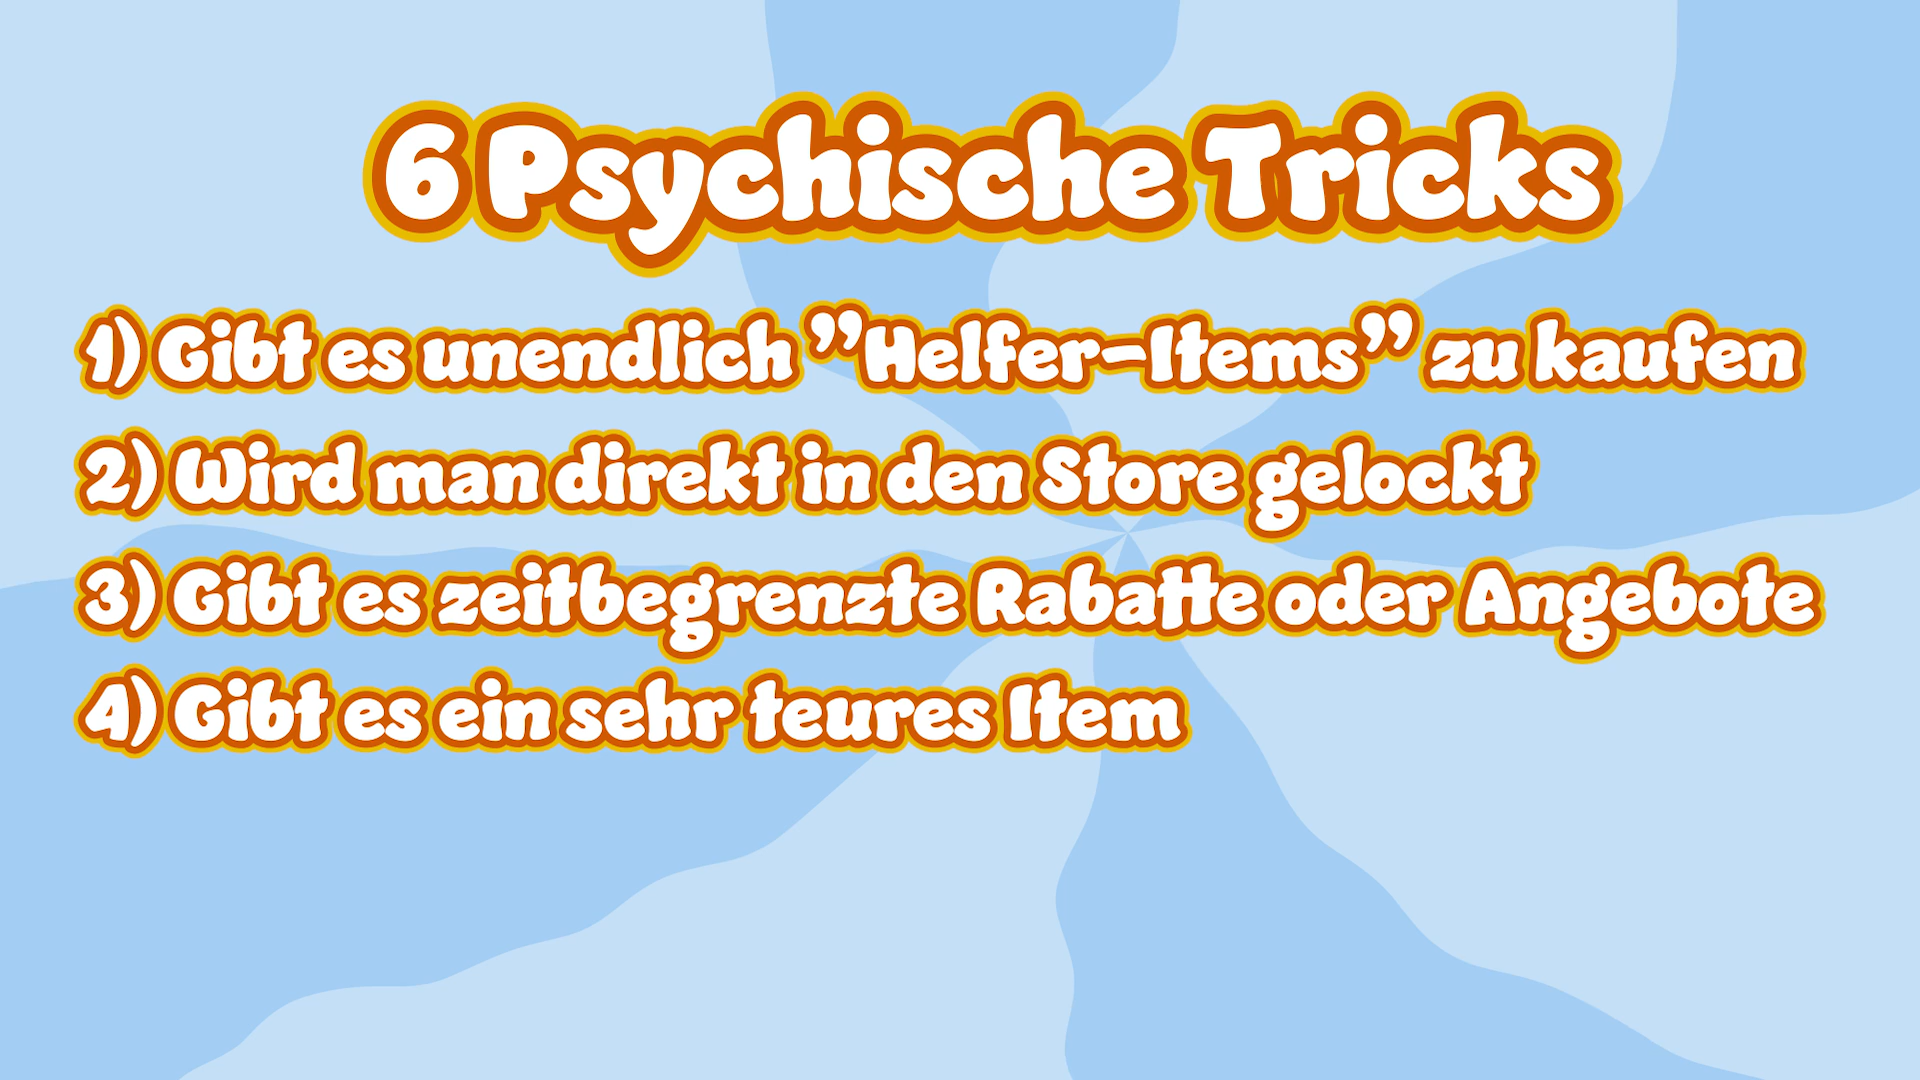 6 Psychische Tricks
1) Gibt es unendlich ”Helfer-Items” zu kaufen
2) Wird man direkt in den Store gelockt
3) Gibt es zeitbegrenzte Rabatte oder Angebote
4) Gibt es ein sehr teures Item